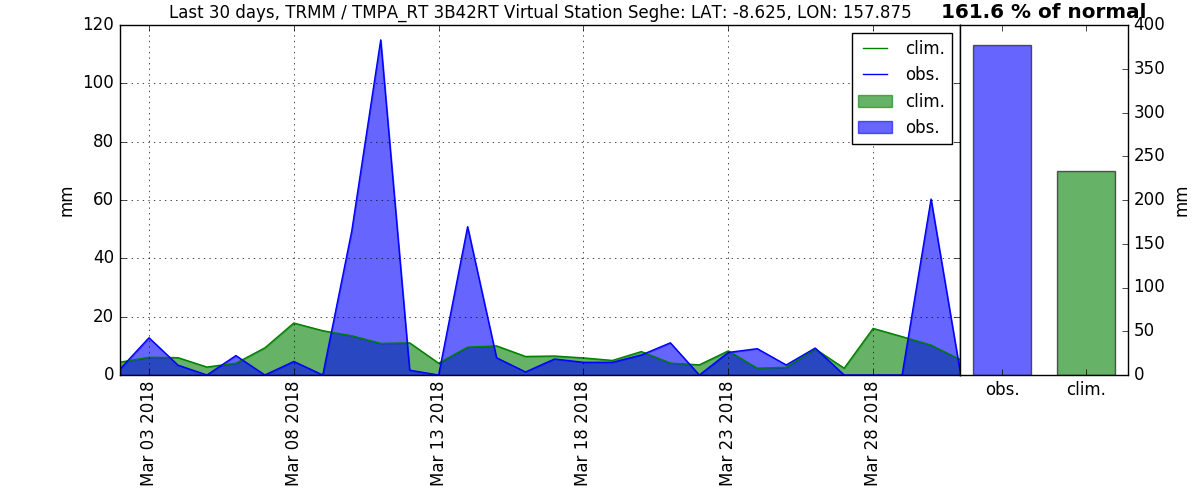 Last 30 days, TRMM / TMPA_RT 3B42RT Virtual Station Seghe: LAT: -8.625, LON: 157.875
161.6 % of normal
120
100
80
60
40
20
0
mm
clim.
obs.
clim.
obs.
400
350
300
250
200
150
100
50
0
mm
obs.
clim.
Mar 03 2018
Mar 08 2018
Mar 13 2018
Mar 18 2018
Mar 23 2018
Mar 28 2018